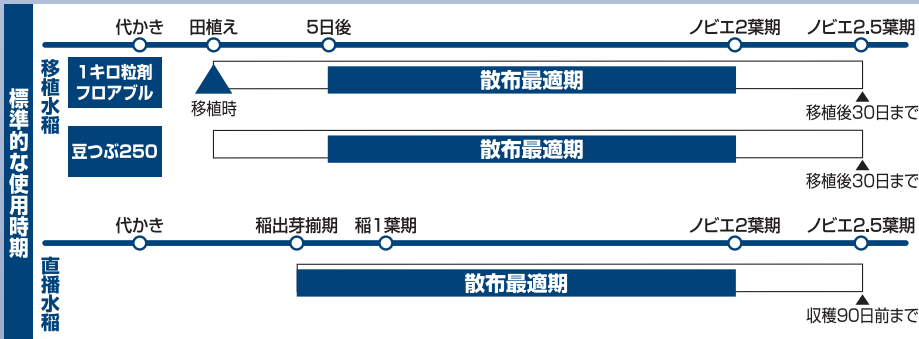 標準的な使用時期
代かき 田植え 5日後 ノビエ2葉期 ノビエ2.5葉期
移植水稲
1キロ粒剤
フロアブル
散布最適期
移植時
移植後30日まで
豆つぶ250
散布最適期
移植後30日まで
代かき 稲出芽揃期 稲1葉期 ノビエ2葉期 ノビエ2.5葉期
直播水稲
散布最適期
収穫90日前まで